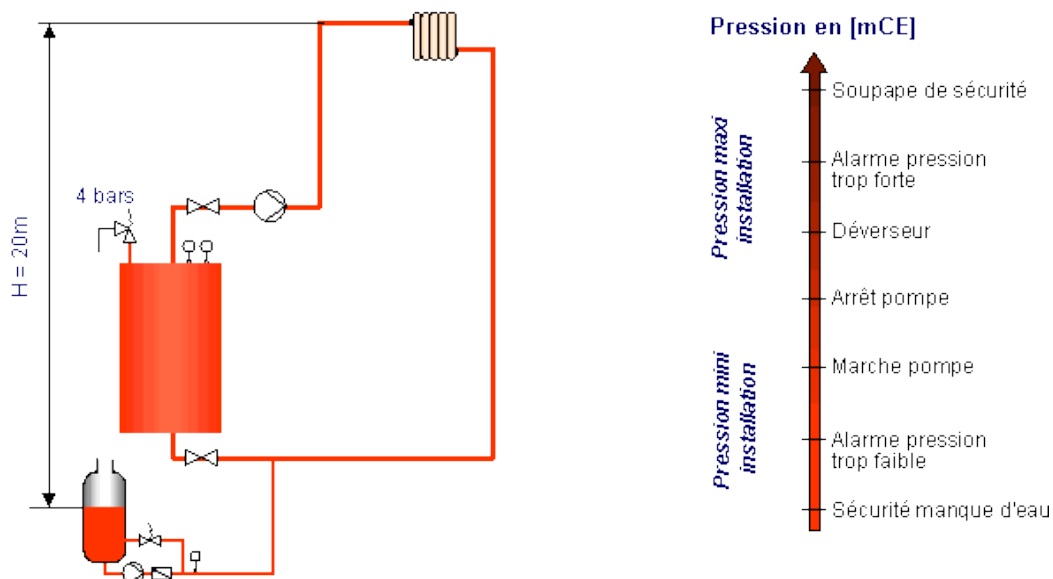 4 bars
H = 20m
Pression en [mCE]
Pression maxi
installation
Pression mini
installation
Soupape de sécurité
Alarme pression
trop forte
Déverseur
Arrêt pompe
Marche pompe
Alarme pression
trop faible
Sécurité manque d'eau